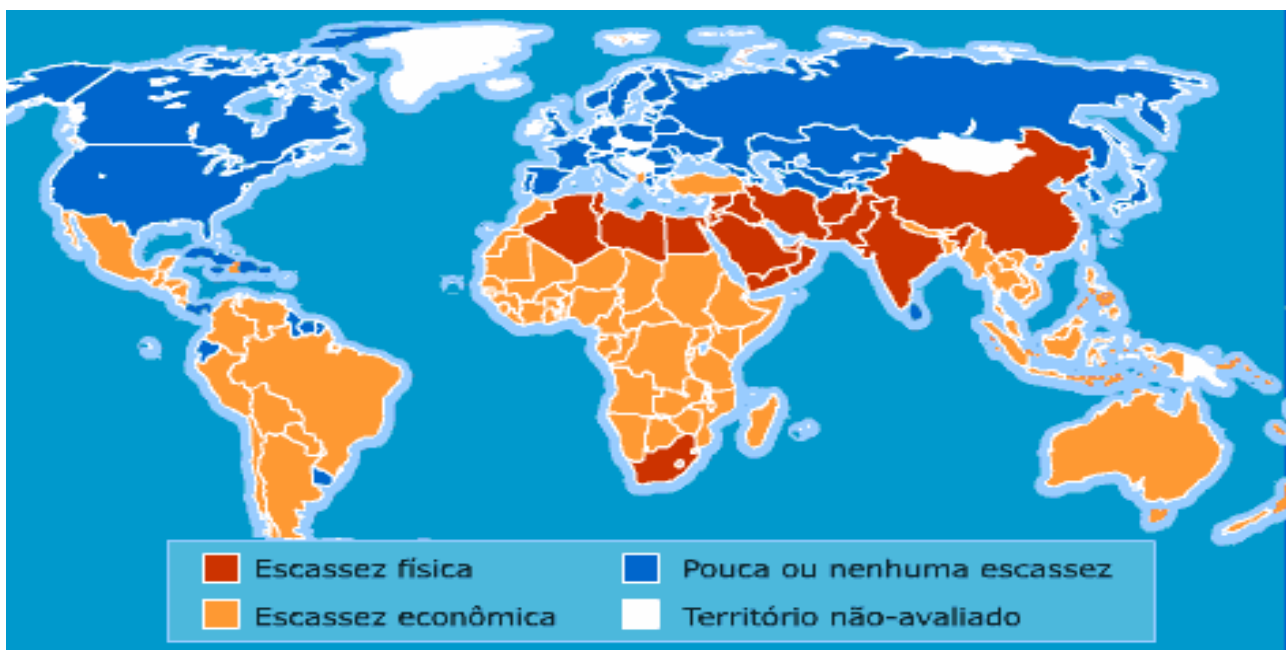 Escassez física
Pouca ou nenhuma escassez
Escassez econômica
Território não-avaliado